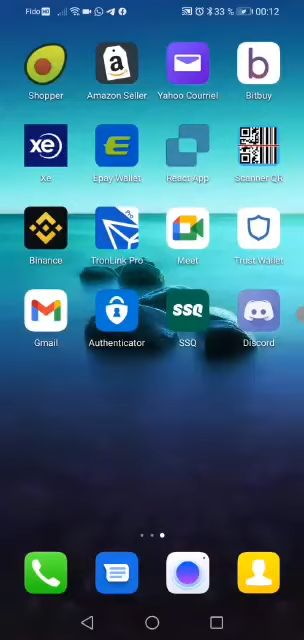 Fido HD 33 % 00:12
Shopper Amazon Seller Yahoo Courriel Bitbuy
Xe Epay Wallet React App Scanner QR
Binance TronLink Pro Meet Trust Wallet
Gmail Authenticator SSQ Discord